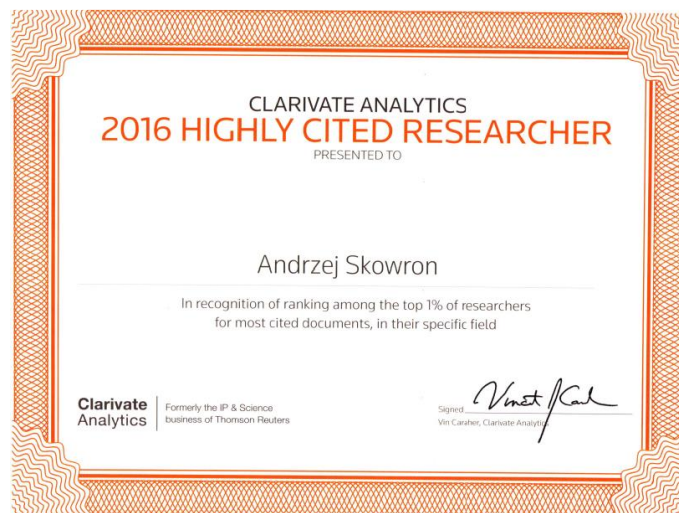 CLARIVATE ANALYTICS
2016 HIGHLY CITED RESEARCHER
PRESENTED TO
Andrzej Skowron
In recognition of ranking among the top 1% of researchers
for most cited documents, in their specific field
Clarivate
Analytics
Formerly the IP & Science
business of Thomson Reuters
Signed
Vin Caraher, Clarivate Analytics